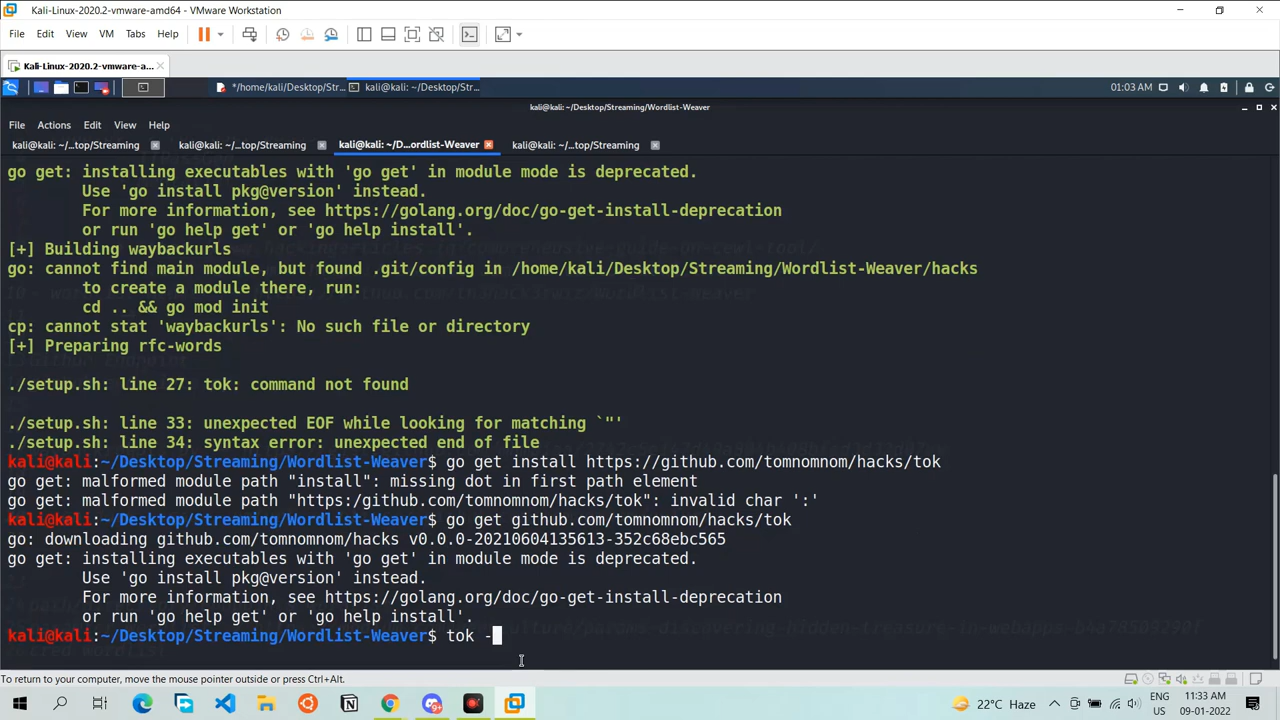 Kali-Linux-2020.2-vmware-amd64 - VMware Workstation
File Edit View VM Tabs Help
Kali-Linux-2020.2-vmware-a...
*/home/kali/Desktop/Str... kali@kali: ~/Desktop/Str... 01:03 AM
kali@kali: ~/Desktop/Streaming/Wordlist-Weaver
File Actions Edit View Help
kali@kali: ~/...top/Streaming kali@kali: ~/...top/Streaming kali@kali: ~/D...ordlist-Weaver kali@kali: ~/...top/Streaming
go get: installing executables with 'go get' in module mode is deprecated.
Use 'go install pkg@version' instead.
For more information, see https://golang.org/doc/go-get-install-deprecation
or run 'go help get' or 'go help install'.
[+] Building waybackurls
go: cannot find main module, but found .git/config in /home/kali/Desktop/Streaming/Wordlist-Weaver/hacks
to create a module there, run:
cd .. && go mod init
cp: cannot stat 'waybackurls': No such file or directory
[+] Preparing rfc-words
./setup.sh: line 27: tok: command not found
./setup.sh: line 33: unexpected EOF while looking for matching `"'
./setup.sh: line 34: syntax error: unexpected end of file
kali@kali:~/Desktop/Streaming/Wordlist-Weaver$ go get install https://github.com/tomnomnom/hacks/tok
go get: malformed module path "install": missing dot in first path element
go get: malformed module path "https:/github.com/tomnomnom/hacks/tok": invalid char ':'
kali@kali:~/Desktop/Streaming/Wordlist-Weaver$ go get github.com/tomnomnom/hacks/tok
go: downloading github.com/tomnomnom/hacks v0.0.0-20210604135613-352c68ebc565
go get: installing executables with 'go get' in module mode is deprecated.
Use 'go install pkg@version' instead.
For more information, see https://golang.org/doc/go-get-install-deprecation
or run 'go help get' or 'go help install'.
kali@kali:~/Desktop/Streaming/Wordlist-Weaver$ tok -
To return to your computer, move the mouse pointer outside or press Ctrl+Alt.
22°C Haze ENG 11:33 AM
US 09-01-2022